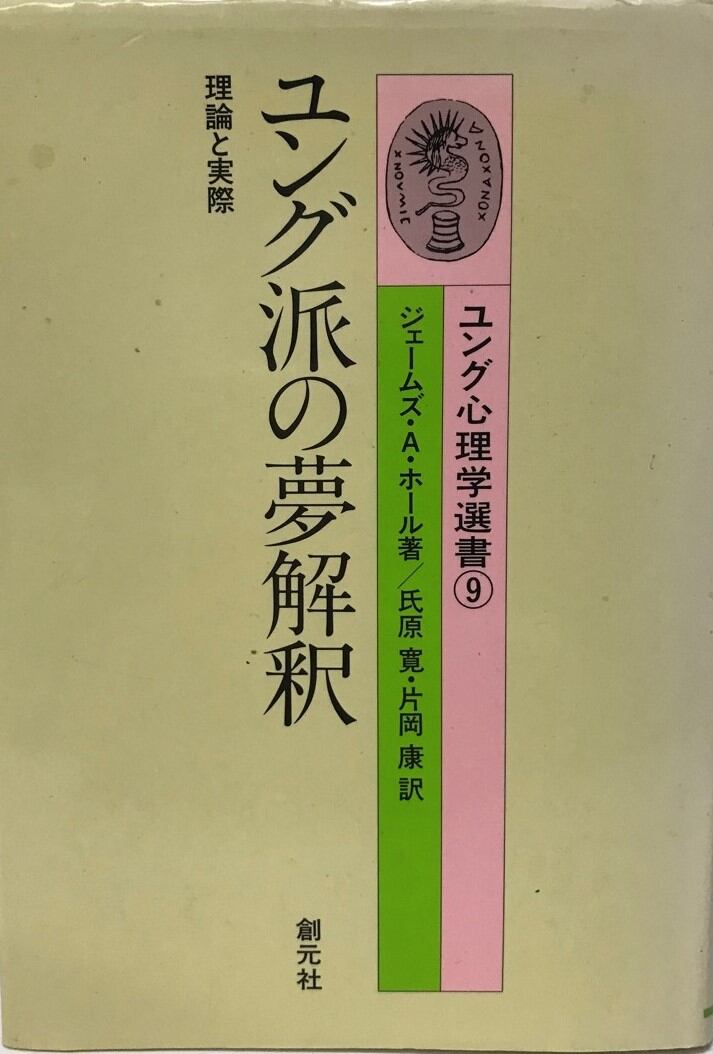 ユング心理学選書⑨
ジェームズ・A・ホール著／氏原 寛・片岡 康訳
ユング派の夢解釈
理論と実際
創元社